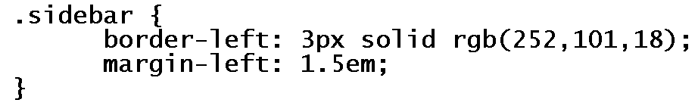 .sidebar {
        border-left: 3px solid rgb(252,101,18);
        margin-left: 1.5em;
}